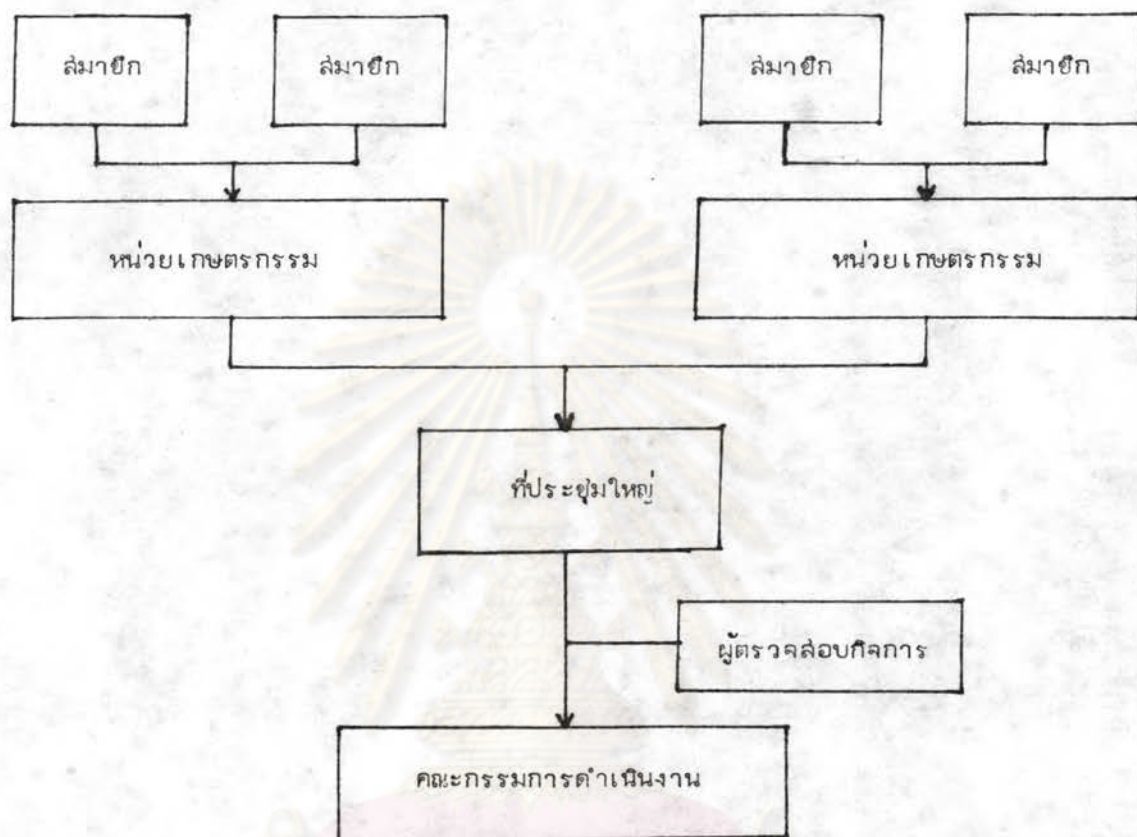 สมาชิก
สมาชิก
สมาชิก
สมาชิก
หน่วยเกษตรกรรม
หน่วยเกษตรกรรม
ที่ประชุมใหญ่
ผู้ตรวจสอบกิจการ
คณะกรรมการดำเนินงาน